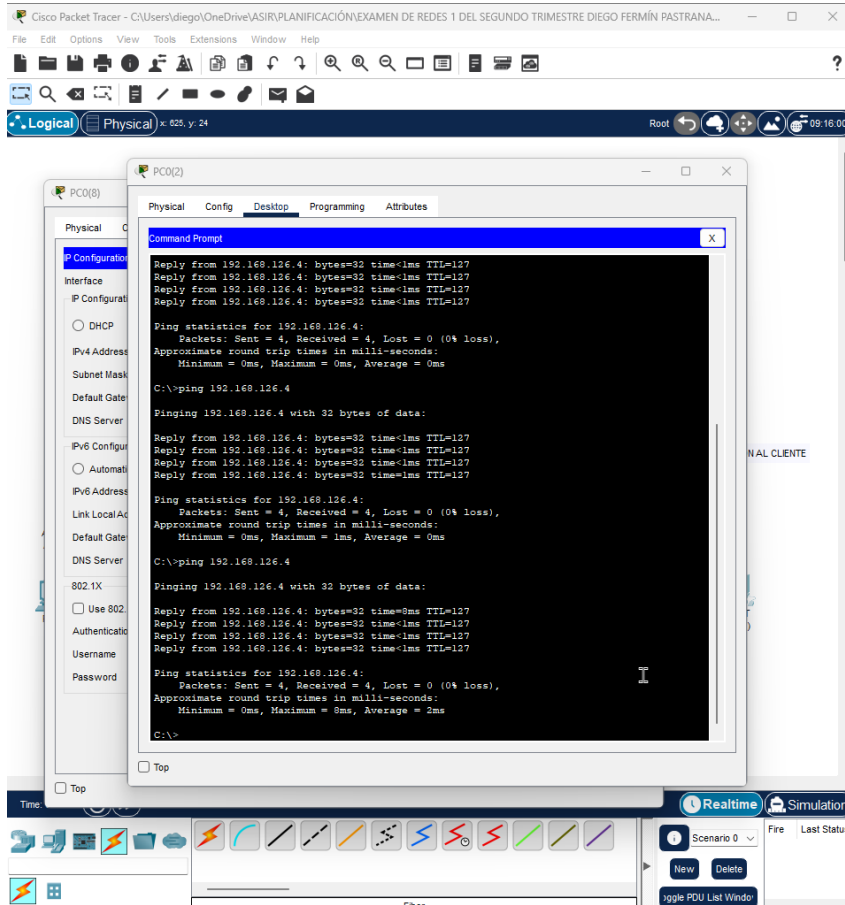 Cisco Packet Tracer - C:\Users\diego\OneDrive\ASIR\PLANIFICACIÓN\EXAMEN DE REDES 1 DEL SEGUNDO TRIMESTRE DIEGO FERMÍN PASTRANA...
File Edit Options View Tools Extensions Window Help
Logical Physical x: 625, y: 24 Root 09:16:00
PC0(2)
PC0(8)
Physical Config Desktop Programming Attributes
Physical
Command Prompt X
IP Configuration
Interface
DHCP
IPv4 Address
Subnet Mask
DNS Server
IPv6 Address
DNS Server
802.1X
Username
Password
Reply from 192.168.126.4: bytes=32 time<1ms TTL=127
Reply from 192.168.126.4: bytes=32 time<1ms TTL=127
Reply from 192.168.126.4: bytes=32 time<1ms TTL=127
Reply from 192.168.126.4: bytes=32 time<1ms TTL=127
Ping statistics for 192.168.126.4:
Packets: Sent = 4, Received = 4, Lost = 0 (0% loss),
Approximate round trip times in milli-seconds:
Minimum = 0ms, Maximum = 0ms, Average = 0ms
C:\>ping 192.168.126.4
Pinging 192.168.126.4 with 32 bytes of data:
Reply from 192.168.126.4: bytes=32 time<1ms TTL=127
Reply from 192.168.126.4: bytes=32 time<1ms TTL=127
Reply from 192.168.126.4: bytes=32 time<1ms TTL=127
Reply from 192.168.126.4: bytes=32 time=1ms TTL=127
Ping statistics for 192.168.126.4:
Packets: Sent = 4, Received = 4, Lost = 0 (0% loss),
Approximate round trip times in milli-seconds:
Minimum = 0ms, Maximum = 1ms, Average = 0ms
C:\>ping 192.168.126.4
Pinging 192.168.126.4 with 32 bytes of data:
Reply from 192.168.126.4: bytes=32 time=8ms TTL=127
Reply from 192.168.126.4: bytes=32 time<1ms TTL=127
Reply from 192.168.126.4: bytes=32 time<1ms TTL=127
Reply from 192.168.126.4: bytes=32 time<1ms TTL=127
Ping statistics for 192.168.126.4:
Packets: Sent = 4, Received = 4, Lost = 0 (0% loss),
Approximate round trip times in milli-seconds:
Minimum = 0ms, Maximum = 8ms, Average = 2ms
C:\>
N AL CLIENTE
Top
Top
Time: Realtime Simulation
Scenario 0 Fire Last Statu
New Delete
oggle PDU List Windo